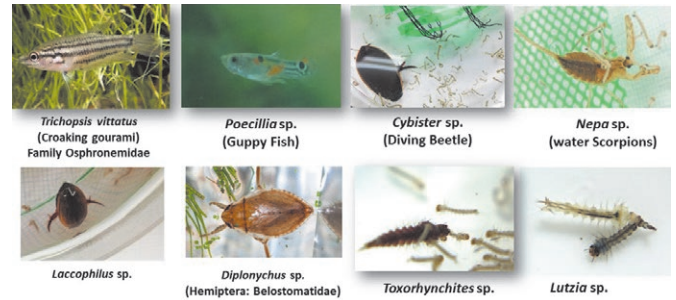 Trichopsis vittatus
(Croaking gourami)
Family Osphronemidae
Poecillia sp.
(Guppy Fish)
Cybister sp.
(Diving Beetle)
Nepa sp.
(water Scorpions)
Laccophilus sp.
Diplonychus sp.
(Hemiptera: Belostomatidae)
Toxorhynchites sp.
Lutzia sp.